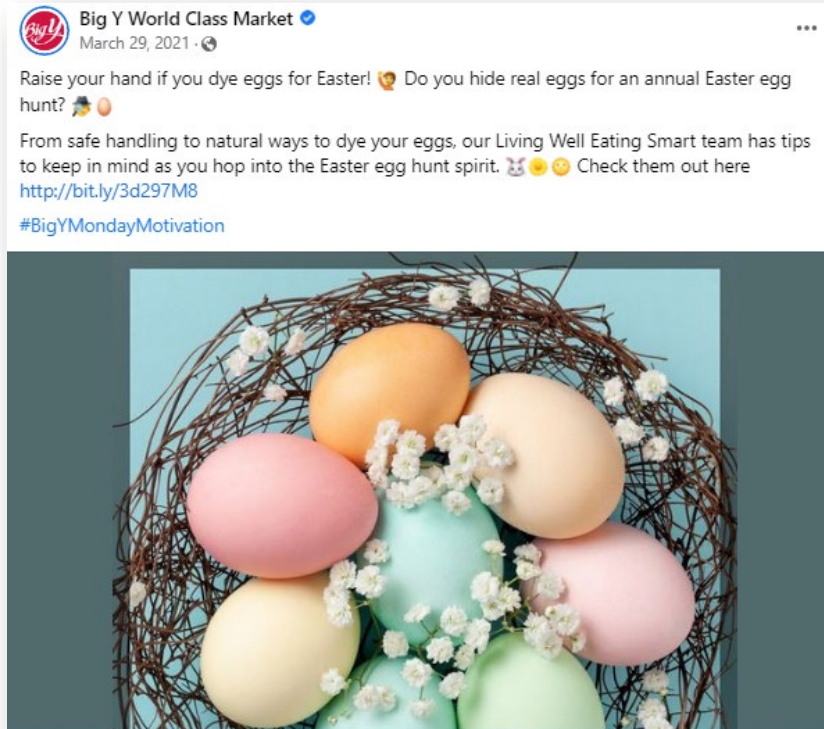 Big Y
Big Y World Class Market
March 29, 2021 ·
Raise your hand if you dye eggs for Easter! 🙋 Do you hide real eggs for an annual Easter egg
hunt? 🕵️🥚
From safe handling to natural ways to dye your eggs, our Living Well Eating Smart team has tips
to keep in mind as you hop into the Easter egg hunt spirit. 🐰🌞😳 Check them out here
http://bit.ly/3d297M8
#BigYMondayMotivation